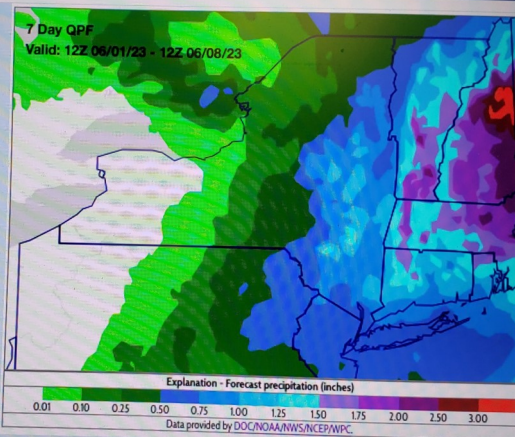 7 Day QPF
Valid: 12Z 06/01/23 - 12Z 06/08/23
Explanation - Forecast precipitation (inches)
0.01 0.10 0.25 0.50 0.75 1.00 1.25 1.50 1.75 2.00 2.50 3.00
Data provided by DOC/NOAA/NWS/NCEP/WPC.